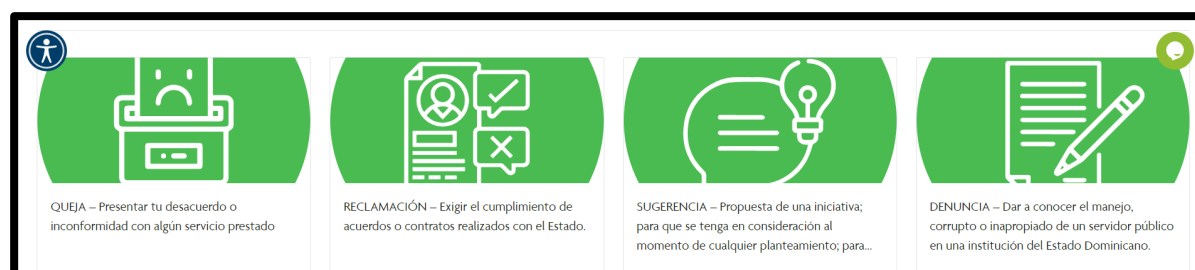 QUEJA – Presentar tu desacuerdo o
inconformidad con algún servicio prestado
RECLAMACIÓN – Exigir el cumplimiento de
acuerdos o contratos realizados con el Estado.
SUGERENCIA – Propuesta de una iniciativa;
para que se tenga en consideración al
momento de cualquier planteamiento; para...
DENUNCIA – Dar a conocer el manejo,
corrupto o inapropiado de un servidor público
en una institución del Estado Dominicano.